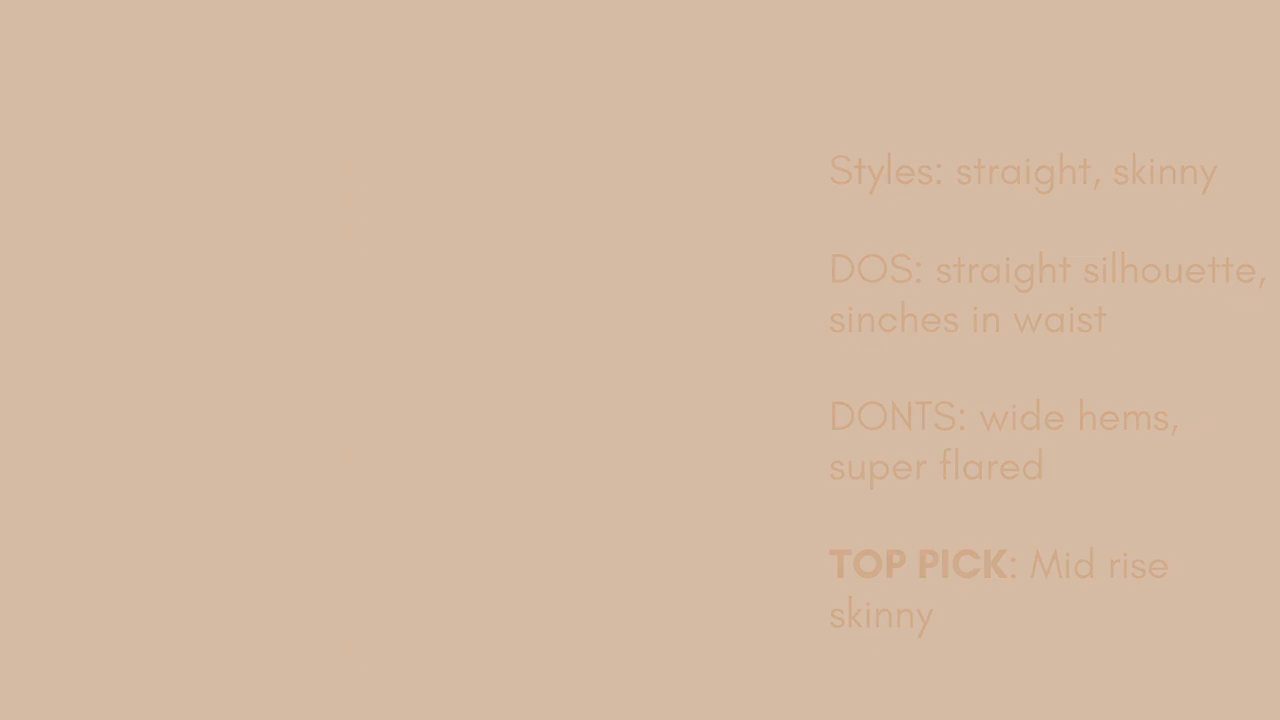 Styles: straight, skinny
DOS: straight silhouette,
sinches in waist
DONTS: wide hems,
super flared
TOP PICK: Mid rise
skinny